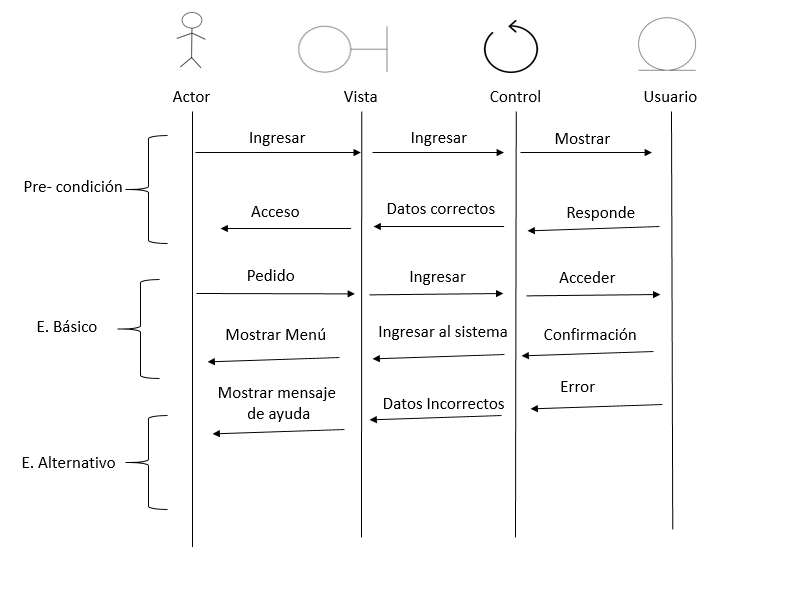 Actor
Vista
Control
Usuario
Ingresar
Ingresar
Mostrar
Pre- condición
Acceso
Datos correctos
Responde
Pedido
Ingresar
Acceder
E. Básico
Mostrar Menú
Ingresar al sistema
Confirmación
Mostrar mensaje
de ayuda
Datos Incorrectos
Error
E. Alternativo